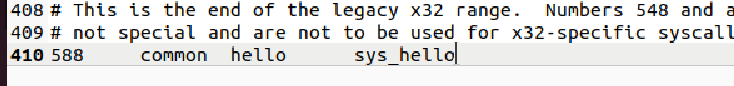 408 # This is the end of the legacy x32 range.  Numbers 548 and
409 # not special and are not to be used for x32-specific syscall
410 588     common  hello       sys_hello